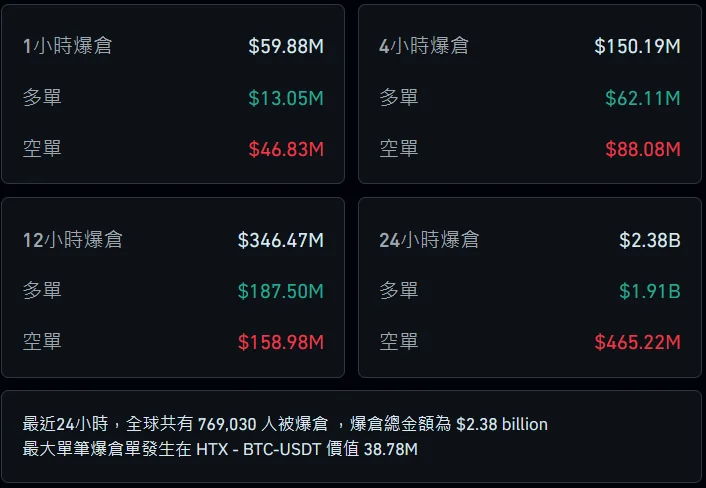 1小時爆倉 $59.88M
多單 $13.05M
空單 $46.83M
4小時爆倉 $150.19M
多單 $62.11M
空單 $88.08M
12小時爆倉 $346.47M
多單 $187.50M
空單 $158.98M
24小時爆倉 $2.38B
多單 $1.91B
空單 $465.22M
最近24小時，全球共有 769,030 人被爆倉 ，爆倉總金額為 $2.38 billion
最大單筆爆倉單發生在 HTX - BTC-USDT 價值 38.78M